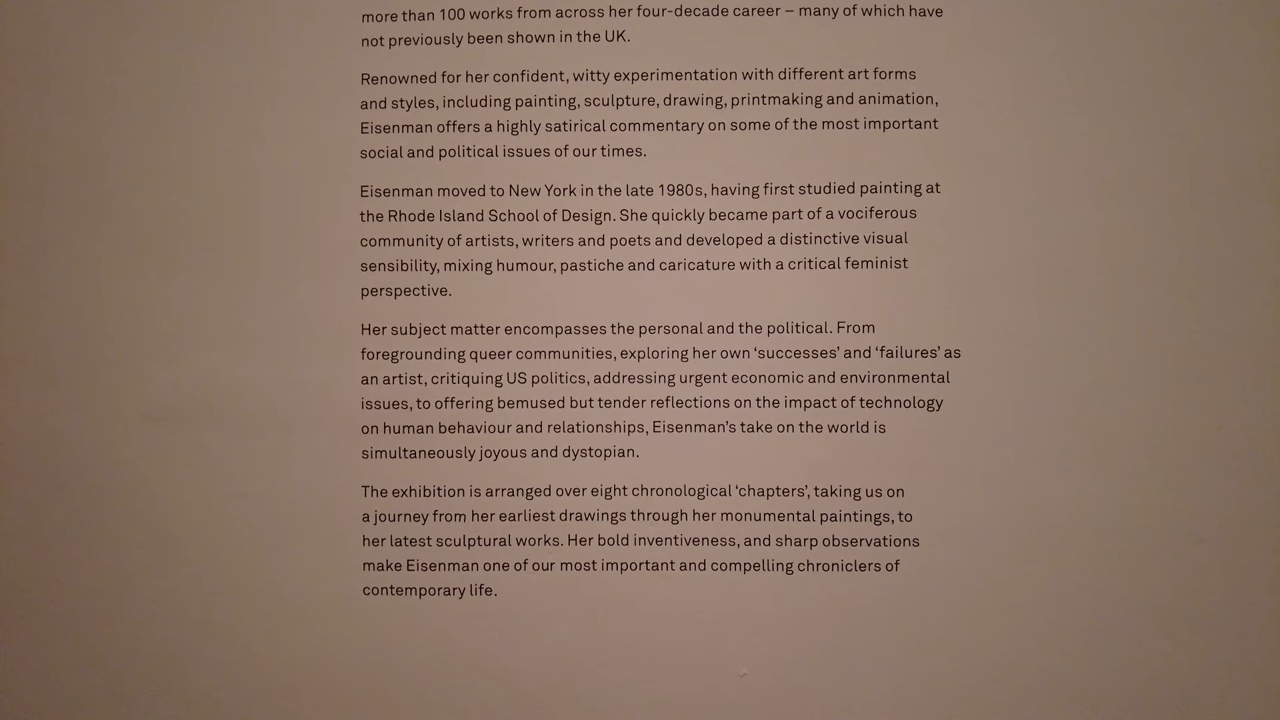 more than 100 works from across her four-decade career – many of which have
not previously been shown in the UK.
Renowned for her confident, witty experimentation with different art forms
and styles, including painting, sculpture, drawing, printmaking and animation,
Eisenman offers a highly satirical commentary on some of the most important
social and political issues of our times.
Eisenman moved to New York in the late 1980s, having first studied painting at
the Rhode Island School of Design. She quickly became part of a vociferous
community of artists, writers and poets and developed a distinctive visual
sensibility, mixing humour, pastiche and caricature with a critical feminist
perspective.
Her subject matter encompasses the personal and the political. From
foregrounding queer communities, exploring her own ‘successes’ and ‘failures’ as
an artist, critiquing US politics, addressing urgent economic and environmental
issues, to offering bemused but tender reflections on the impact of technology
on human behaviour and relationships, Eisenman’s take on the world is
simultaneously joyous and dystopian.
The exhibition is arranged over eight chronological ‘chapters’, taking us on
a journey from her earliest drawings through her monumental paintings, to
her latest sculptural works. Her bold inventiveness, and sharp observations
make Eisenman one of our most important and compelling chroniclers of
contemporary life.